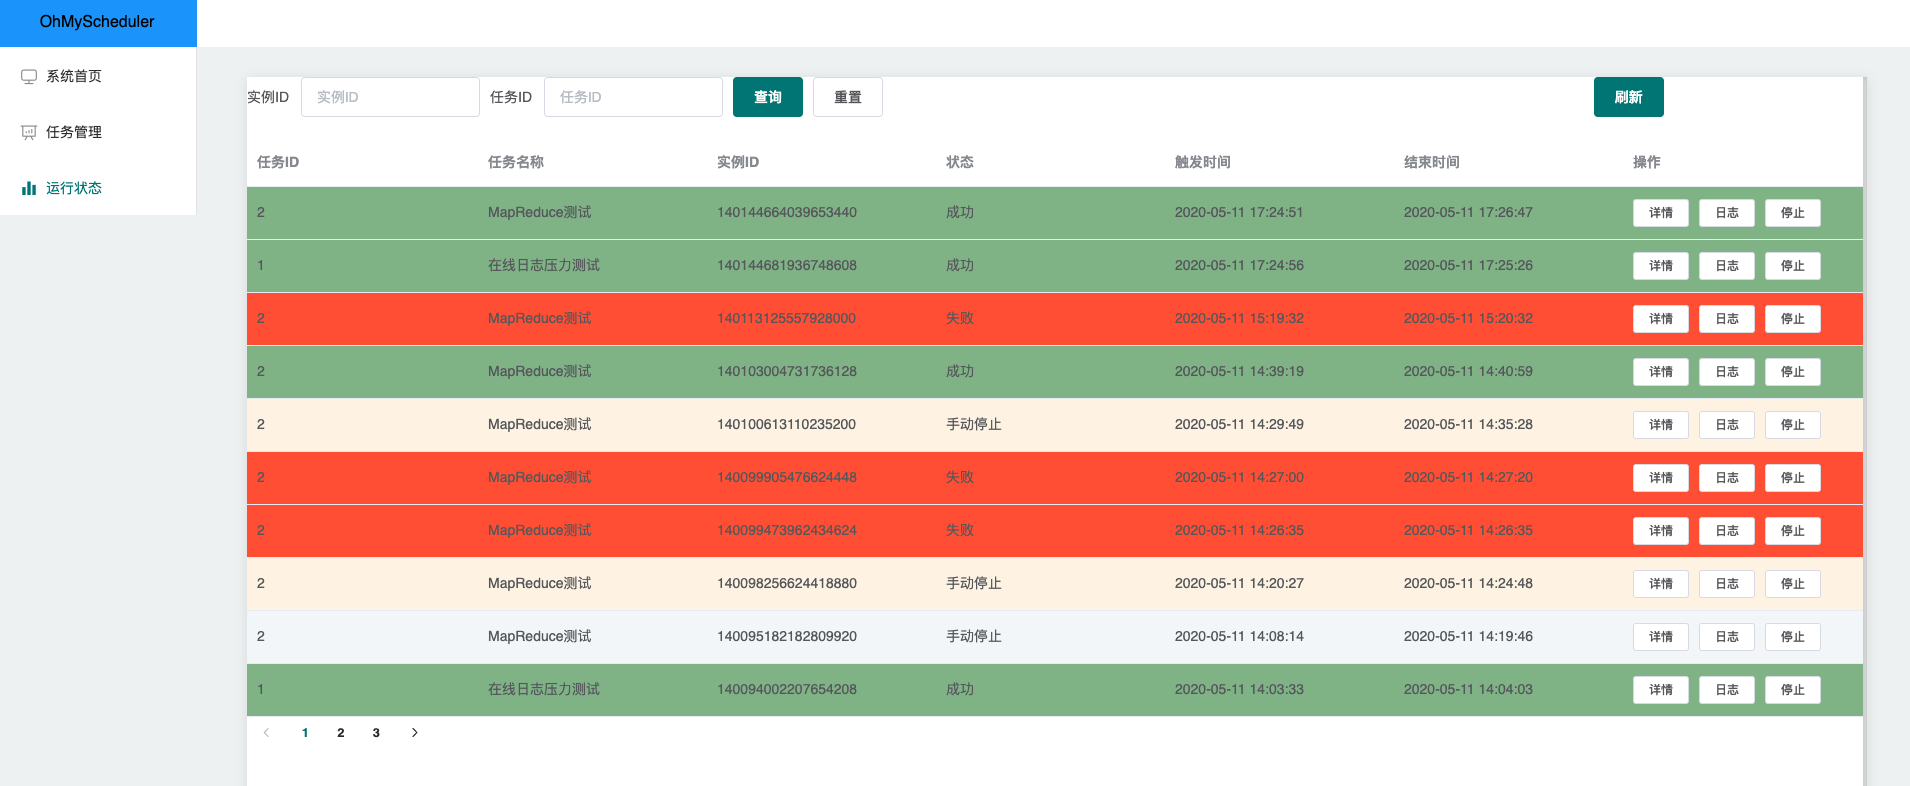 OhMyScheduler
系统首页
任务管理
运行状态
实例ID 实例ID 任务ID 任务ID 查询 重置 刷新
任务ID 任务名称 实例ID 状态 触发时间 结束时间 操作
2 MapReduce测试 140144664039653440 成功 2020-05-11 17:24:51 2020-05-11 17:26:47 详情 日志 停止
1 在线日志压力测试 140144681936748608 成功 2020-05-11 17:24:56 2020-05-11 17:25:26 详情 日志 停止
2 MapReduce测试 140113125557928000 失败 2020-05-11 15:19:32 2020-05-11 15:20:32 详情 日志 停止
2 MapReduce测试 140103004731736128 成功 2020-05-11 14:39:19 2020-05-11 14:40:59 详情 日志 停止
2 MapReduce测试 140100613110235200 手动停止 2020-05-11 14:29:49 2020-05-11 14:35:28 详情 日志 停止
2 MapReduce测试 140099905476624448 失败 2020-05-11 14:27:00 2020-05-11 14:27:20 详情 日志 停止
2 MapReduce测试 140099473962434624 失败 2020-05-11 14:26:35 2020-05-11 14:26:35 详情 日志 停止
2 MapReduce测试 140098256624418880 手动停止 2020-05-11 14:20:27 2020-05-11 14:24:48 详情 日志 停止
2 MapReduce测试 140095182182809920 手动停止 2020-05-11 14:08:14 2020-05-11 14:19:46 详情 日志 停止
1 在线日志压力测试 140094002207654208 成功 2020-05-11 14:03:33 2020-05-11 14:04:03 详情 日志 停止
1 2 3